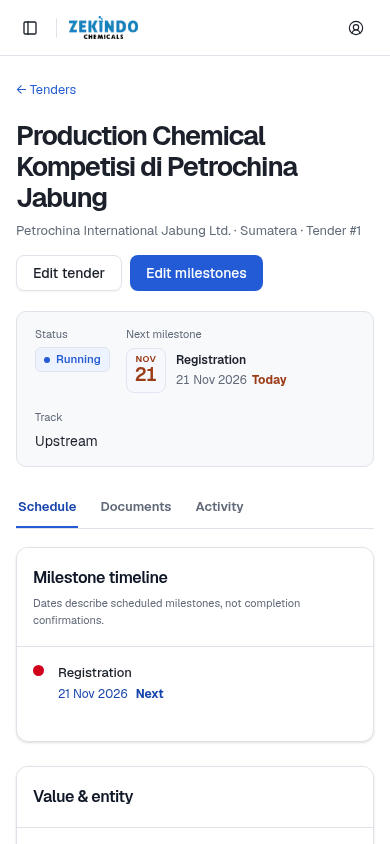 ZEKINDO
CHEMICALS
← Tenders
Production Chemical
Kompetisi di Petrochina
Jabung
Petrochina International Jabung Ltd. · Sumatera · Tender #1
Edit tender
Edit milestones
Status
Running
Next milestone
NOV
21
Registration
21 Nov 2026 Today
Track
Upstream
Schedule
Documents
Activity
Milestone timeline
Dates describe scheduled milestones, not completion
confirmations.
Registration
21 Nov 2026 Next
Value & entity